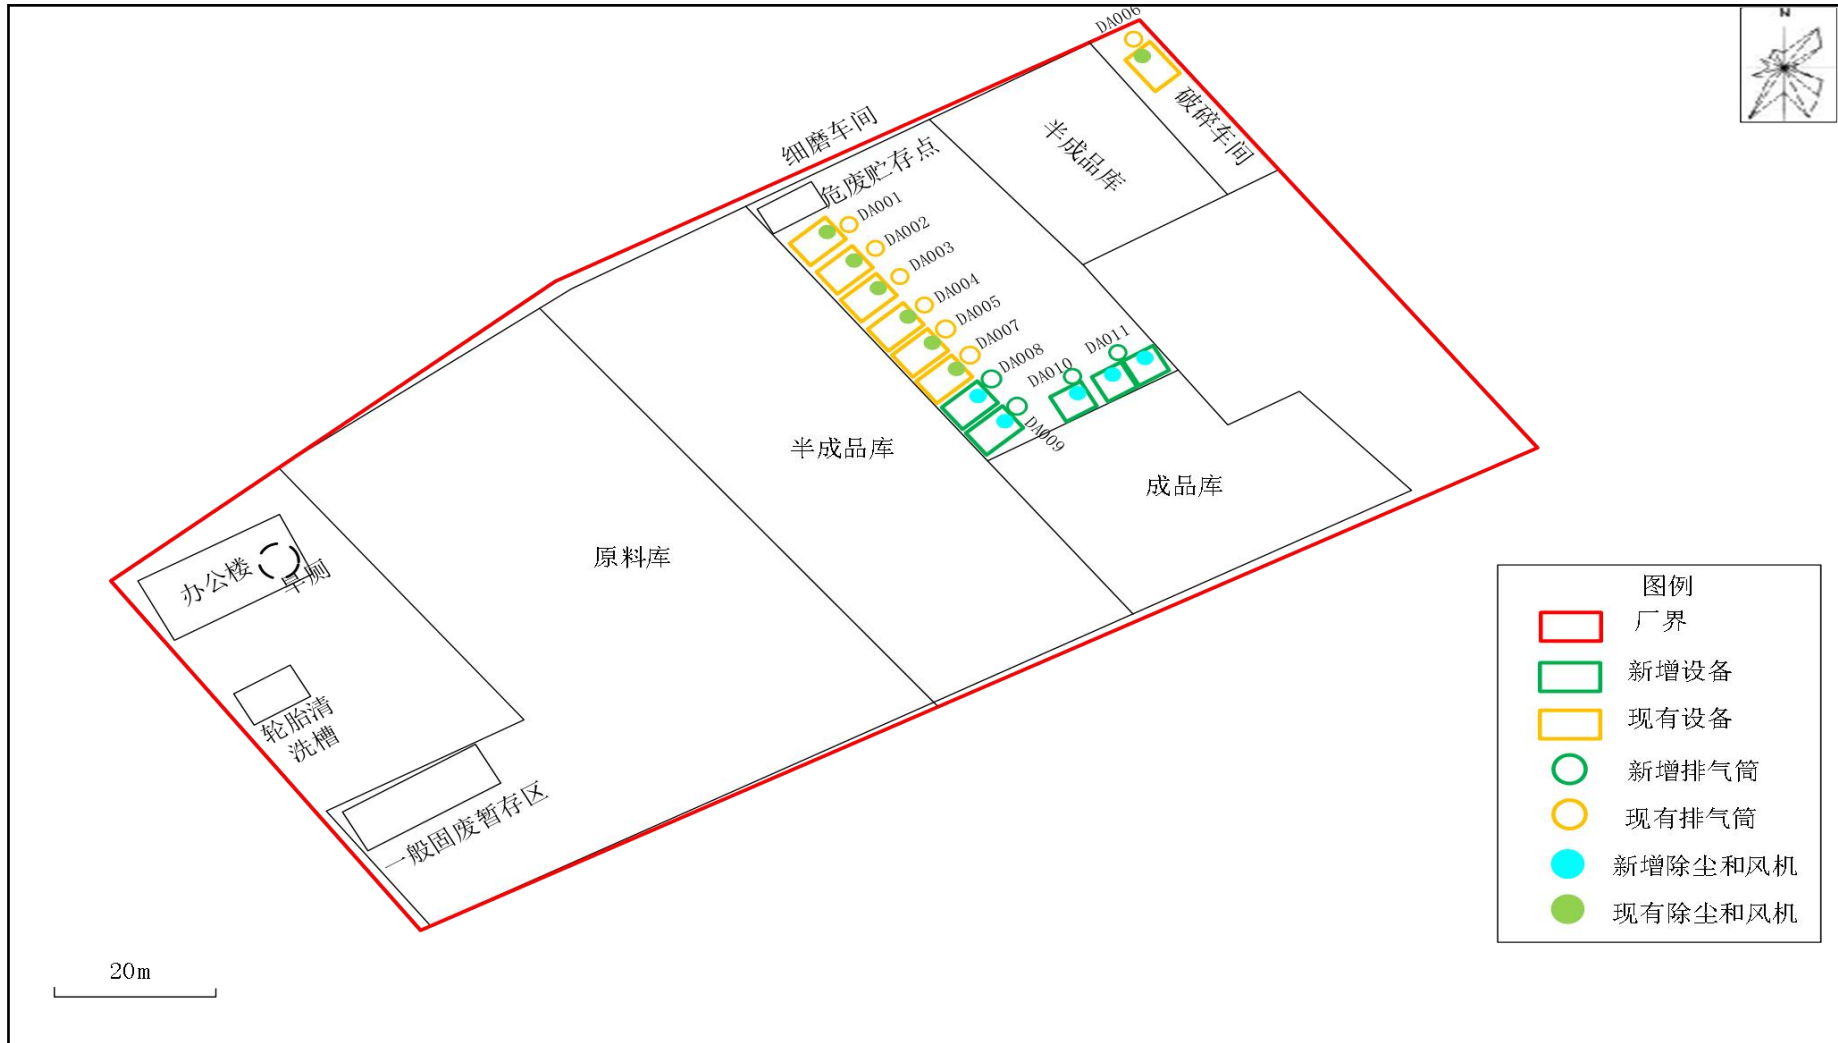 DA006
N
破碎车间
半成品库
细磨车间
危废贮存点
DA001
DA002
DA003
DA004
DA005
DA007
DA008
DA009
DA010
DA011
半成品库
成品库
原料库
办公楼
旱厕
轮胎清
洗槽
一般固废暂存区
20m
图例
厂界
新增设备
现有设备
新增排气筒
现有排气筒
新增除尘和风机
现有除尘和风机